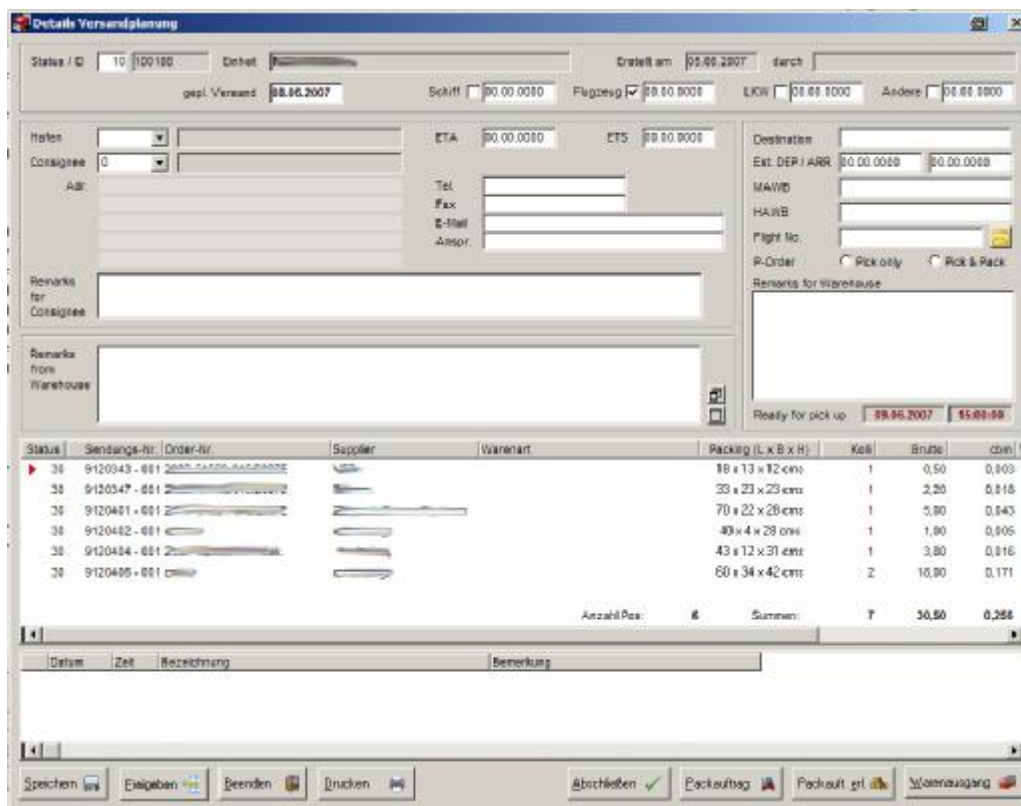 Details Versandplanung
Status / ID 10 100100 Einheit Erstellt am 05.06.2007 durch
gepl. Versand 08.06.2007 Schiff 00.00.0000 Flugzeug 00.00.0000 LKW 00.00.0000 Andere 00.00.0000
Hafen ETA 00.00.0000 ETS 00.00.0000 Destination
Consignee 0 Est. DEP / ARR 00.00.0000 00.00.0000
Adr. Tel. MAWB
Fax HAWB
E-Mail
Anspr. Flight No.
P-Order Pick only Pick & Pack
Remarks for Consignee
Remarks for Warehouse
Remarks from Warehouse
Ready for pick up 09.06.2007 15:00:00
Status Sendungs-Nr. Order-Nr. Supplier Warenart Packing (L x B x H) Kolli Brutto cbm
30 9120343 - 001 18 x 13 x 12 cms 1 0,50 0,003
30 9120347 - 001 33 x 23 x 23 cms 1 2,20 0,018
30 9120401 - 001 70 x 22 x 28 cms 1 5,00 0,043
30 9120402 - 001 40 x 4 x 28 cms 1 1,00 0,005
30 9120404 - 001 43 x 12 x 31 cms 1 3,80 0,016
30 9120405 - 001 60 x 34 x 42 cms 2 18,00 0,171
Anzahl Pos: 6 Summen: 7 30,50 0,256
Datum Zeit Bezeichnung Bemerkung
Speichern Freigeben Beenden Drucken Abschließen Packauftrag Packauft. erl. Warenausgang